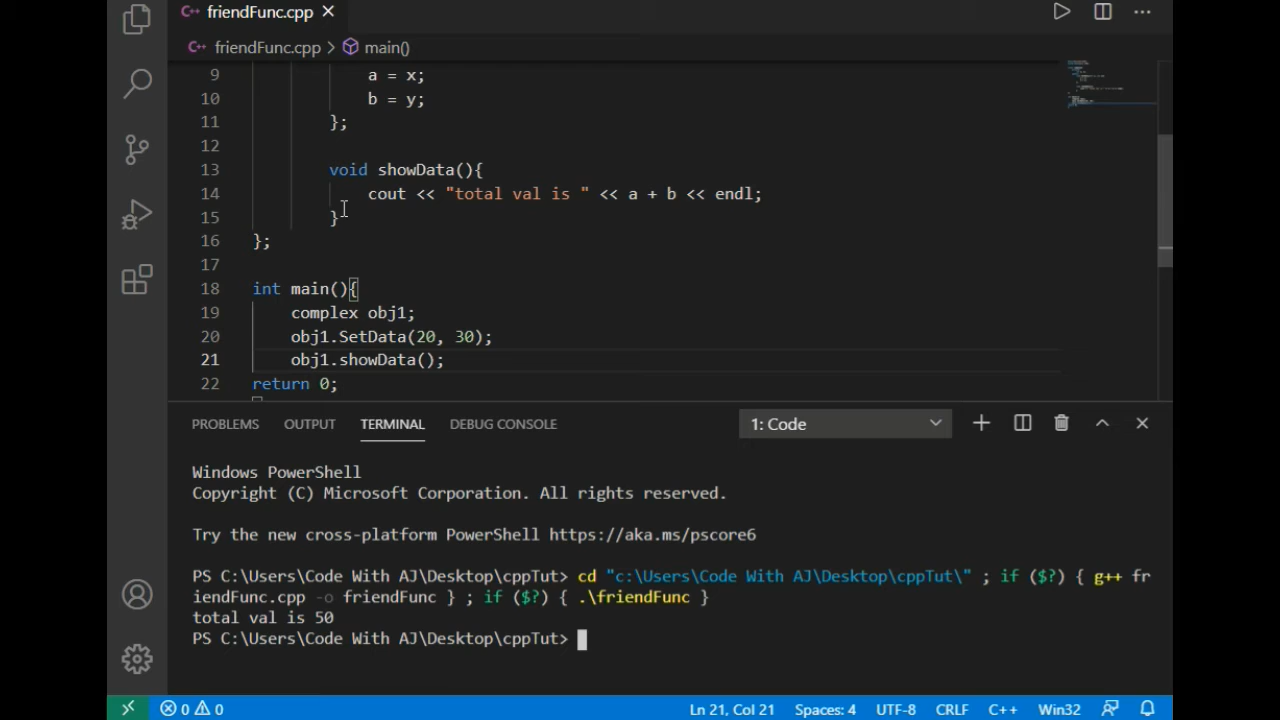 friendFunc.cpp
friendFunc.cpp > main()
9 a = x;
10 b = y;
11 };
12
13 void showData(){
14 cout << "total val is " << a + b << endl;
15 }
16 };
17
18 int main(){
19 complex obj1;
20 obj1.SetData(20, 30);
21 obj1.showData();
22 return 0;
PROBLEMS OUTPUT TERMINAL DEBUG CONSOLE 1: Code
Windows PowerShell
Copyright (C) Microsoft Corporation. All rights reserved.
Try the new cross-platform PowerShell https://aka.ms/pscore6
PS C:\Users\Code With AJ\Desktop\cppTut> cd "c:\Users\Code With AJ\Desktop\cppTut\" ; if ($?) { g++ fr
iendFunc.cpp -o friendFunc } ; if ($?) { .\friendFunc }
total val is 50
PS C:\Users\Code With AJ\Desktop\cppTut>
0 0 Ln 21, Col 21 Spaces: 4 UTF-8 CRLF C++ Win32